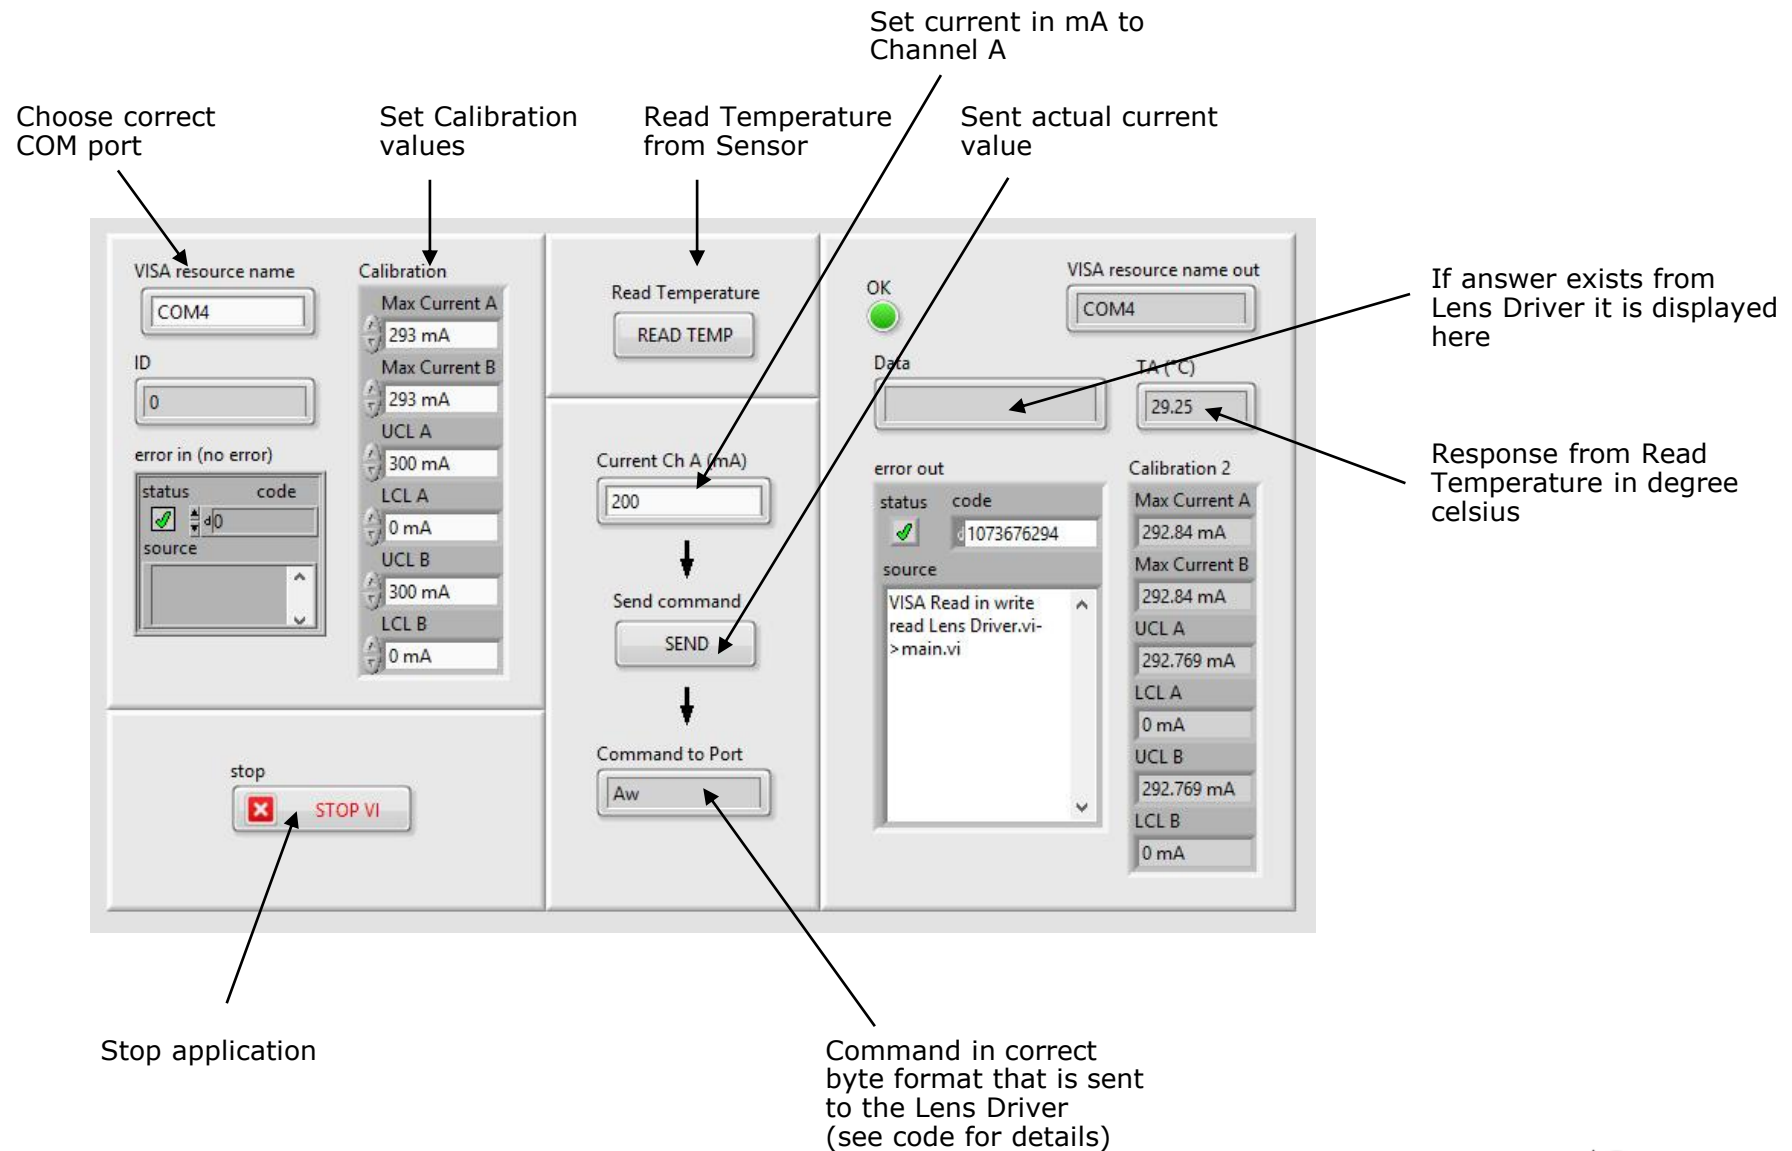 Set current in mA to
Channel A
Choose correct
COM port
Set Calibration
values
Read Temperature
from Sensor
Sent actual current
value
VISA resource name
COM4
ID
0
error in (no error)
status code
d 0
source
Calibration
Max Current A
293 mA
Max Current B
293 mA
UCL A
300 mA
LCL A
0 mA
UCL B
300 mA
LCL B
0 mA
stop
STOP VI
Read Temperature
READ TEMP
Current Ch A (mA)
200
Send command
SEND
Command to Port
Aw
OK
VISA resource name out
COM4
Data
TA (°C)
29.25
error out
status code
d 1073676294
source
VISA Read in write
read Lens Driver.vi-
>main.vi
Calibration 2
Max Current A
292.84 mA
Max Current B
292.84 mA
UCL A
292.769 mA
LCL A
0 mA
UCL B
292.769 mA
LCL B
0 mA
If answer exists from
Lens Driver it is displayed
here
Response from Read
Temperature in degree
celsius
Stop application
Command in correct
byte format that is sent
to the Lens Driver
(see code for details)